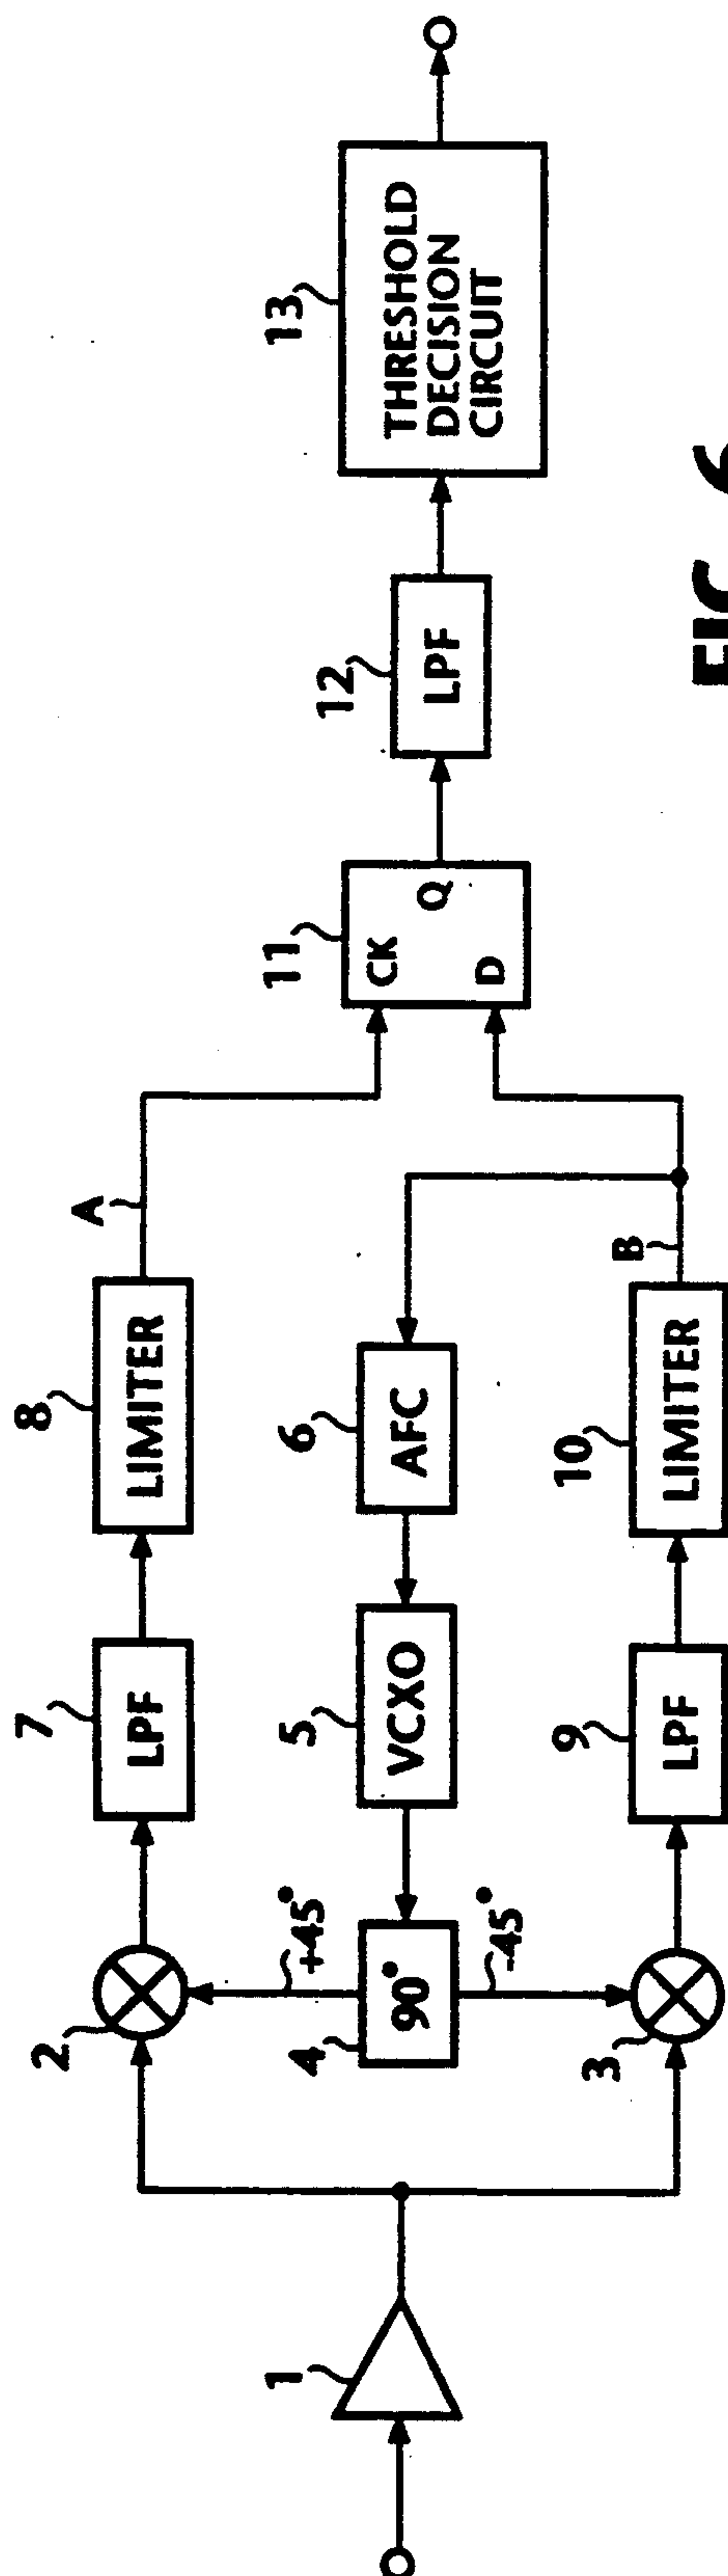 1
2
+45°
4
90°
-45°
3
7
LPF
5
VCXO
9
LPF
8
LIMITER
6
AFC
10
LIMITER
A
B
11
CK
Q
D
12
LPF
13
THRESHOLD
DECISION
CIRCUIT